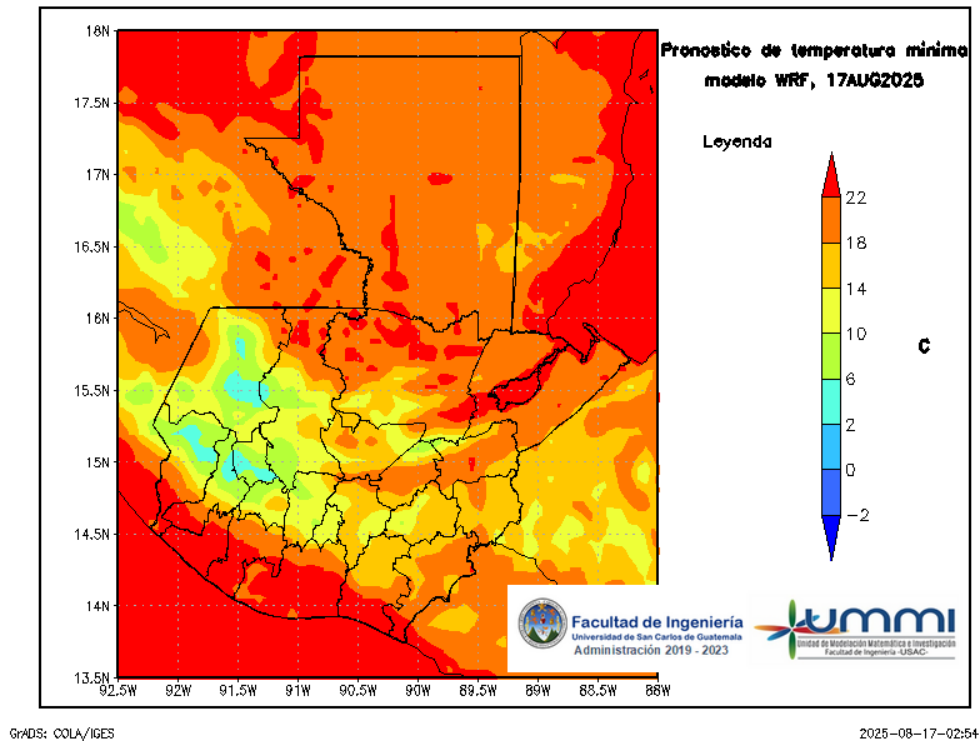 Pronostico de temperatura minima
modelo WRF, 17AUG2025
Leyenda
22
18
14
10
6
2
0
−2
C
18N
17.5N
17N
16.5N
16N
15.5N
15N
14.5N
14N
13.5N
92.5W 92W 91.5W 91W 90.5W 90W 89.5W 89W 88.5W 88W
Facultad de Ingeniería
Universidad de San Carlos de Guatemala
Administración 2019 - 2023
ummi
Unidad de Modelación Matemática e Investigación
Facultad de Ingeniería -USAC-
GrADS: COLA/IGES
2025-08-17-02:54